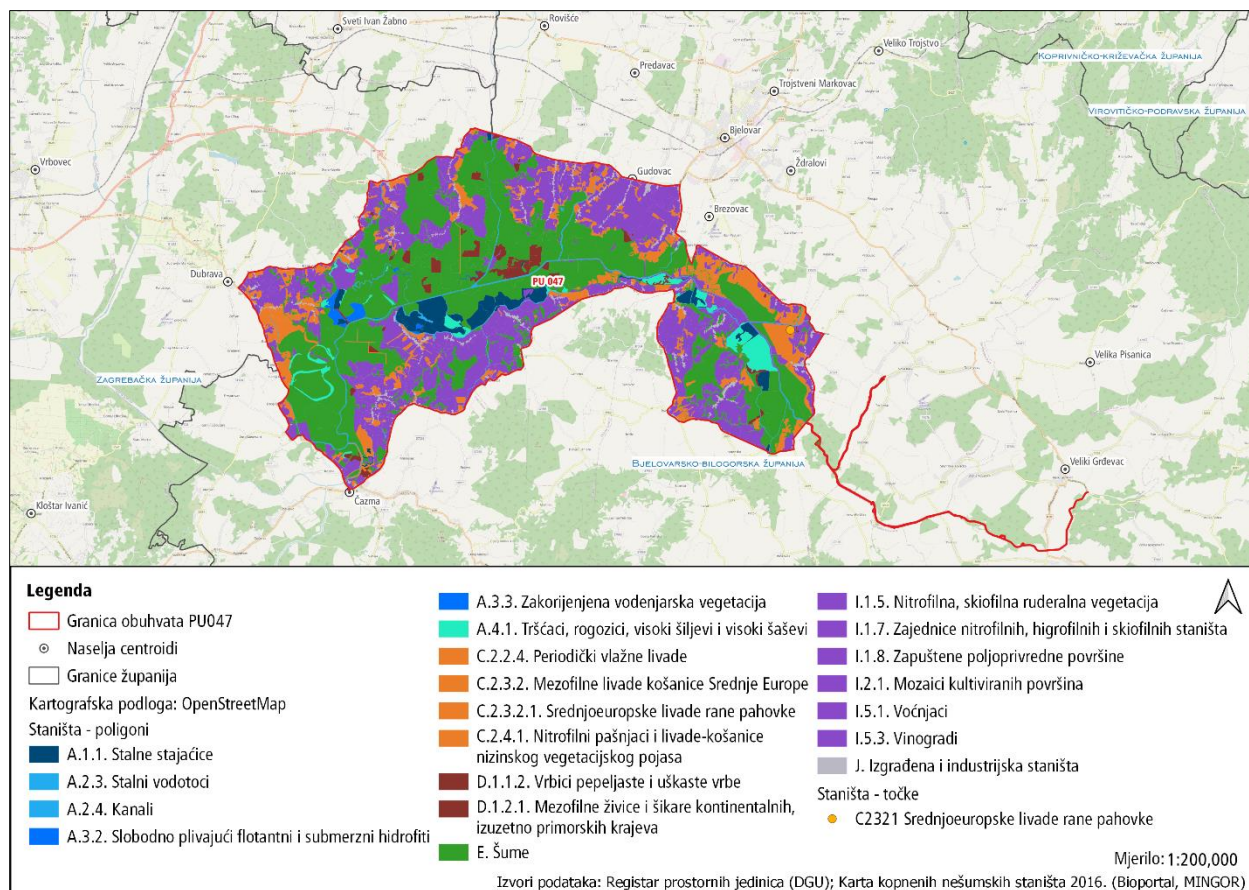 Sveti Ivan Žabno
Rovišće
Veliko Trojstvo
KOPRIVNIČKO-KRIŽEVAČKA ŽUPANIJA
Predavac
Trojstveni Markovac
VIROVITIČKO-PODRAVSKA ŽUPANIJA
Bjelovar
Vrbovec
Ždralovi
Gudovac
Brezovac
Dubrava
PU 047
Velika Pisanica
ZAGREBAČKA ŽUPANIJA
BJELOVARSKO-BILOGORSKA ŽUPANIJA
Veliki Grđevac
Čazma
Kloštar Ivanić
Legenda
Granica obuhvata PU047
Naselja centroidi
Granice županija
Kartografska podloga: OpenStreetMap
Staništa - poligoni
A.1.1. Stalne stajaćice
A.2.3. Stalni vodotoci
A.2.4. Kanali
A.3.2. Slobodno plivajući flotantni i submerzni hidrofiti
A.3.3. Zakorijenjena vodenjarska vegetacija
A.4.1. Tršćaci, rogozici, visoki šiljevi i visoki šaševi
C.2.2.4. Periodički vlažne livade
C.2.3.2. Mezofilne livade košanice Srednje Europe
C.2.3.2.1. Srednjoeuropske livade rane pahovke
C.2.4.1. Nitrofilni pašnjaci i livade-košanice
nizinskog vegetacijskog pojasa
D.1.1.2. Vrbici pepeljaste i uškaste vrbe
D.1.2.1. Mezofilne živice i šikare kontinentalnih,
izuzetno primorskih krajeva
E. Šume
I.1.5. Nitrofilna, skiofilna ruderalna vegetacija
I.1.7. Zajednice nitrofilnih, higrofilnih i skiofilnih staništa
I.1.8. Zapuštene poljoprivredne površine
I.2.1. Mozaici kultiviranih površina
I.5.1. Voćnjaci
I.5.3. Vinogradi
J. Izgrađena i industrijska staništa
Staništa - točke
C2321 Srednjoeuropske livade rane pahovke
Mjerilo: 1:200,000
Izvori podataka: Registar prostornih jedinica (DGU); Karta kopnenih nešumskih staništa 2016. (Bioportal, MINGOR)